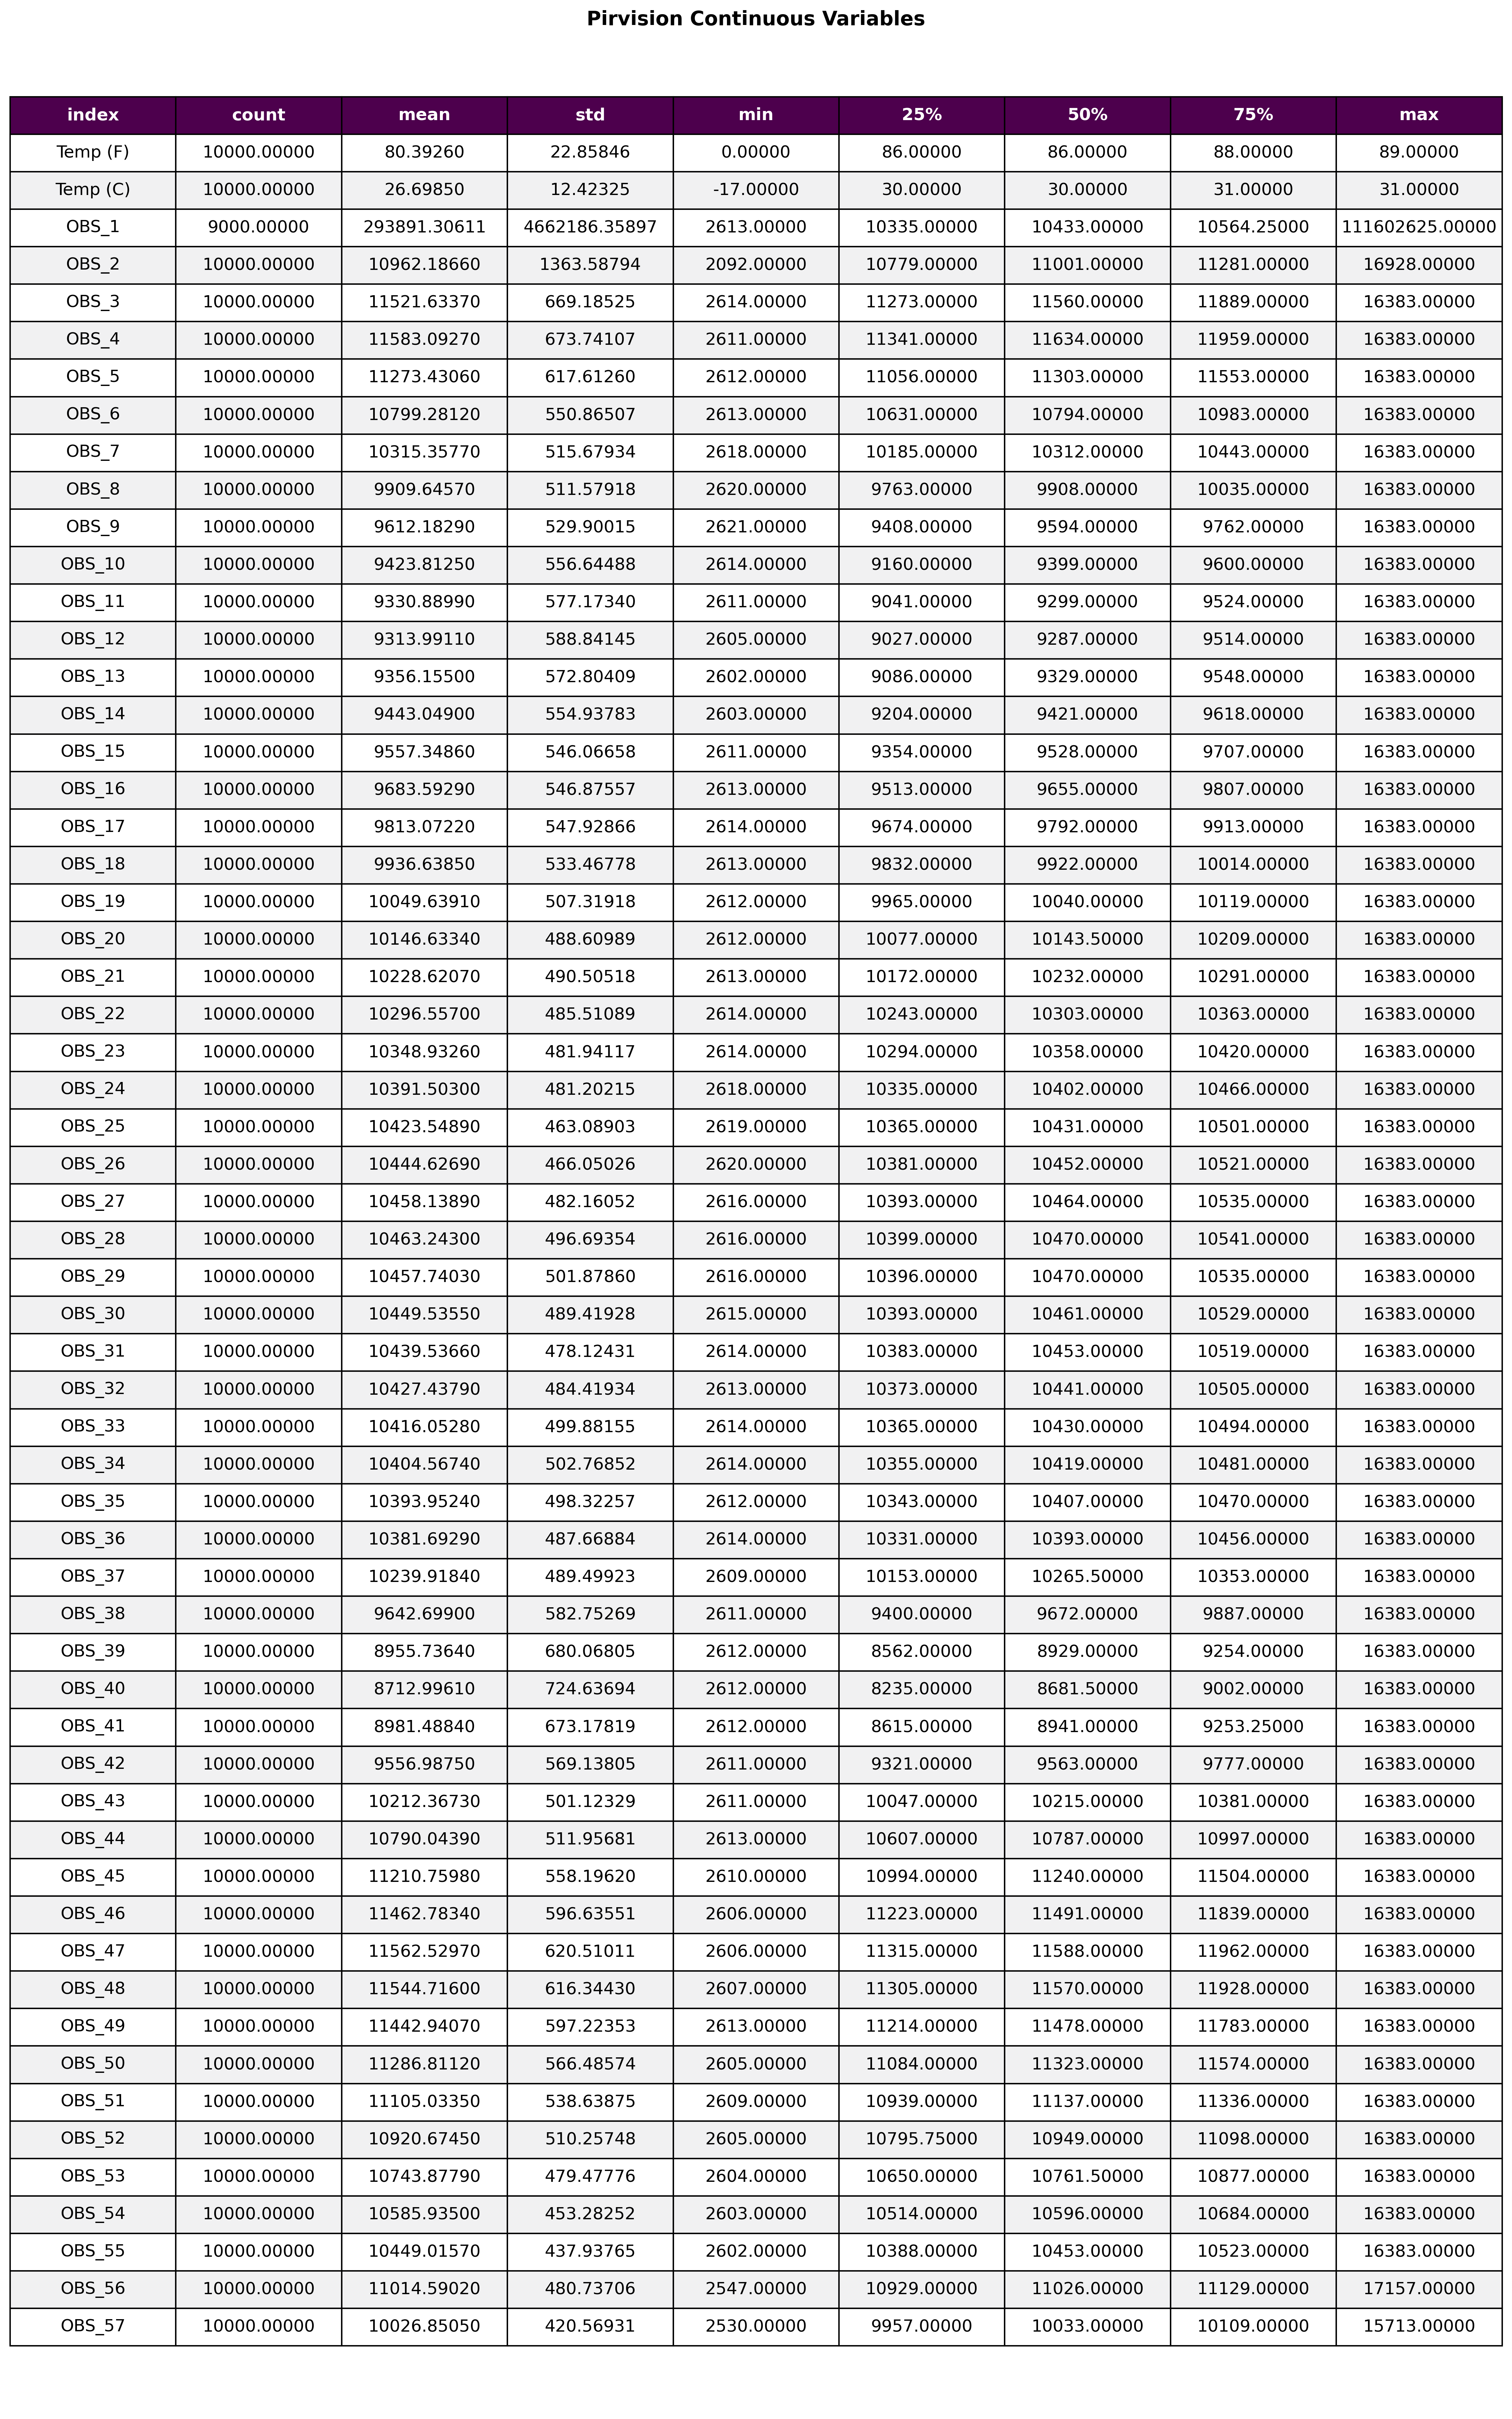 Pirvision Continuous Variables
index count mean std min 25% 50% 75% max
Temp (F) 10000.00000 80.39260 22.85846 0.00000 86.00000 86.00000 88.00000 89.00000
Temp (C) 10000.00000 26.69850 12.42325 -17.00000 30.00000 30.00000 31.00000 31.00000
OBS_1 9000.00000 293891.30611 4662186.35897 2613.00000 10335.00000 10433.00000 10564.25000 111602625.00000
OBS_2 10000.00000 10962.18660 1363.58794 2092.00000 10779.00000 11001.00000 11281.00000 16928.00000
OBS_3 10000.00000 11521.63370 669.18525 2614.00000 11273.00000 11560.00000 11889.00000 16383.00000
OBS_4 10000.00000 11583.09270 673.74107 2611.00000 11341.00000 11634.00000 11959.00000 16383.00000
OBS_5 10000.00000 11273.43060 617.61260 2612.00000 11056.00000 11303.00000 11553.00000 16383.00000
OBS_6 10000.00000 10799.28120 550.86507 2613.00000 10631.00000 10794.00000 10983.00000 16383.00000
OBS_7 10000.00000 10315.35770 515.67934 2618.00000 10185.00000 10312.00000 10443.00000 16383.00000
OBS_8 10000.00000 9909.64570 511.57918 2620.00000 9763.00000 9908.00000 10035.00000 16383.00000
OBS_9 10000.00000 9612.18290 529.90015 2621.00000 9408.00000 9594.00000 9762.00000 16383.00000
OBS_10 10000.00000 9423.81250 556.64488 2614.00000 9160.00000 9399.00000 9600.00000 16383.00000
OBS_11 10000.00000 9330.88990 577.17340 2611.00000 9041.00000 9299.00000 9524.00000 16383.00000
OBS_12 10000.00000 9313.99110 588.84145 2605.00000 9027.00000 9287.00000 9514.00000 16383.00000
OBS_13 10000.00000 9356.15500 572.80409 2602.00000 9086.00000 9329.00000 9548.00000 16383.00000
OBS_14 10000.00000 9443.04900 554.93783 2603.00000 9204.00000 9421.00000 9618.00000 16383.00000
OBS_15 10000.00000 9557.34860 546.06658 2611.00000 9354.00000 9528.00000 9707.00000 16383.00000
OBS_16 10000.00000 9683.59290 546.87557 2613.00000 9513.00000 9655.00000 9807.00000 16383.00000
OBS_17 10000.00000 9813.07220 547.92866 2614.00000 9674.00000 9792.00000 9913.00000 16383.00000
OBS_18 10000.00000 9936.63850 533.46778 2613.00000 9832.00000 9922.00000 10014.00000 16383.00000
OBS_19 10000.00000 10049.63910 507.31918 2612.00000 9965.00000 10040.00000 10119.00000 16383.00000
OBS_20 10000.00000 10146.63340 488.60989 2612.00000 10077.00000 10143.50000 10209.00000 16383.00000
OBS_21 10000.00000 10228.62070 490.50518 2613.00000 10172.00000 10232.00000 10291.00000 16383.00000
OBS_22 10000.00000 10296.55700 485.51089 2614.00000 10243.00000 10303.00000 10363.00000 16383.00000
OBS_23 10000.00000 10348.93260 481.94117 2614.00000 10294.00000 10358.00000 10420.00000 16383.00000
OBS_24 10000.00000 10391.50300 481.20215 2618.00000 10335.00000 10402.00000 10466.00000 16383.00000
OBS_25 10000.00000 10423.54890 463.08903 2619.00000 10365.00000 10431.00000 10501.00000 16383.00000
OBS_26 10000.00000 10444.62690 466.05026 2620.00000 10381.00000 10452.00000 10521.00000 16383.00000
OBS_27 10000.00000 10458.13890 482.16052 2616.00000 10393.00000 10464.00000 10535.00000 16383.00000
OBS_28 10000.00000 10463.24300 496.69354 2616.00000 10399.00000 10470.00000 10541.00000 16383.00000
OBS_29 10000.00000 10457.74030 501.87860 2616.00000 10396.00000 10470.00000 10535.00000 16383.00000
OBS_30 10000.00000 10449.53550 489.41928 2615.00000 10393.00000 10461.00000 10529.00000 16383.00000
OBS_31 10000.00000 10439.53660 478.12431 2614.00000 10383.00000 10453.00000 10519.00000 16383.00000
OBS_32 10000.00000 10427.43790 484.41934 2613.00000 10373.00000 10441.00000 10505.00000 16383.00000
OBS_33 10000.00000 10416.05280 499.88155 2614.00000 10365.00000 10430.00000 10494.00000 16383.00000
OBS_34 10000.00000 10404.56740 502.76852 2614.00000 10355.00000 10419.00000 10481.00000 16383.00000
OBS_35 10000.00000 10393.95240 498.32257 2612.00000 10343.00000 10407.00000 10470.00000 16383.00000
OBS_36 10000.00000 10381.69290 487.66884 2614.00000 10331.00000 10393.00000 10456.00000 16383.00000
OBS_37 10000.00000 10239.91840 489.49923 2609.00000 10153.00000 10265.50000 10353.00000 16383.00000
OBS_38 10000.00000 9642.69900 582.75269 2611.00000 9400.00000 9672.00000 9887.00000 16383.00000
OBS_39 10000.00000 8955.73640 680.06805 2612.00000 8562.00000 8929.00000 9254.00000 16383.00000
OBS_40 10000.00000 8712.99610 724.63694 2612.00000 8235.00000 8681.50000 9002.00000 16383.00000
OBS_41 10000.00000 8981.48840 673.17819 2612.00000 8615.00000 8941.00000 9253.25000 16383.00000
OBS_42 10000.00000 9556.98750 569.13805 2611.00000 9321.00000 9563.00000 9777.00000 16383.00000
OBS_43 10000.00000 10212.36730 501.12329 2611.00000 10047.00000 10215.00000 10381.00000 16383.00000
OBS_44 10000.00000 10790.04390 511.95681 2613.00000 10607.00000 10787.00000 10997.00000 16383.00000
OBS_45 10000.00000 11210.75980 558.19620 2610.00000 10994.00000 11240.00000 11504.00000 16383.00000
OBS_46 10000.00000 11462.78340 596.63551 2606.00000 11223.00000 11491.00000 11839.00000 16383.00000
OBS_47 10000.00000 11562.52970 620.51011 2606.00000 11315.00000 11588.00000 11962.00000 16383.00000
OBS_48 10000.00000 11544.71600 616.34430 2607.00000 11305.00000 11570.00000 11928.00000 16383.00000
OBS_49 10000.00000 11442.94070 597.22353 2613.00000 11214.00000 11478.00000 11783.00000 16383.00000
OBS_50 10000.00000 11286.81120 566.48574 2605.00000 11084.00000 11323.00000 11574.00000 16383.00000
OBS_51 10000.00000 11105.03350 538.63875 2609.00000 10939.00000 11137.00000 11336.00000 16383.00000
OBS_52 10000.00000 10920.67450 510.25748 2605.00000 10795.75000 10949.00000 11098.00000 16383.00000
OBS_53 10000.00000 10743.87790 479.47776 2604.00000 10650.00000 10761.50000 10877.00000 16383.00000
OBS_54 10000.00000 10585.93500 453.28252 2603.00000 10514.00000 10596.00000 10684.00000 16383.00000
OBS_55 10000.00000 10449.01570 437.93765 2602.00000 10388.00000 10453.00000 10523.00000 16383.00000
OBS_56 10000.00000 11014.59020 480.73706 2547.00000 10929.00000 11026.00000 11129.00000 17157.00000
OBS_57 10000.00000 10026.85050 420.56931 2530.00000 9957.00000 10033.00000 10109.00000 15713.00000